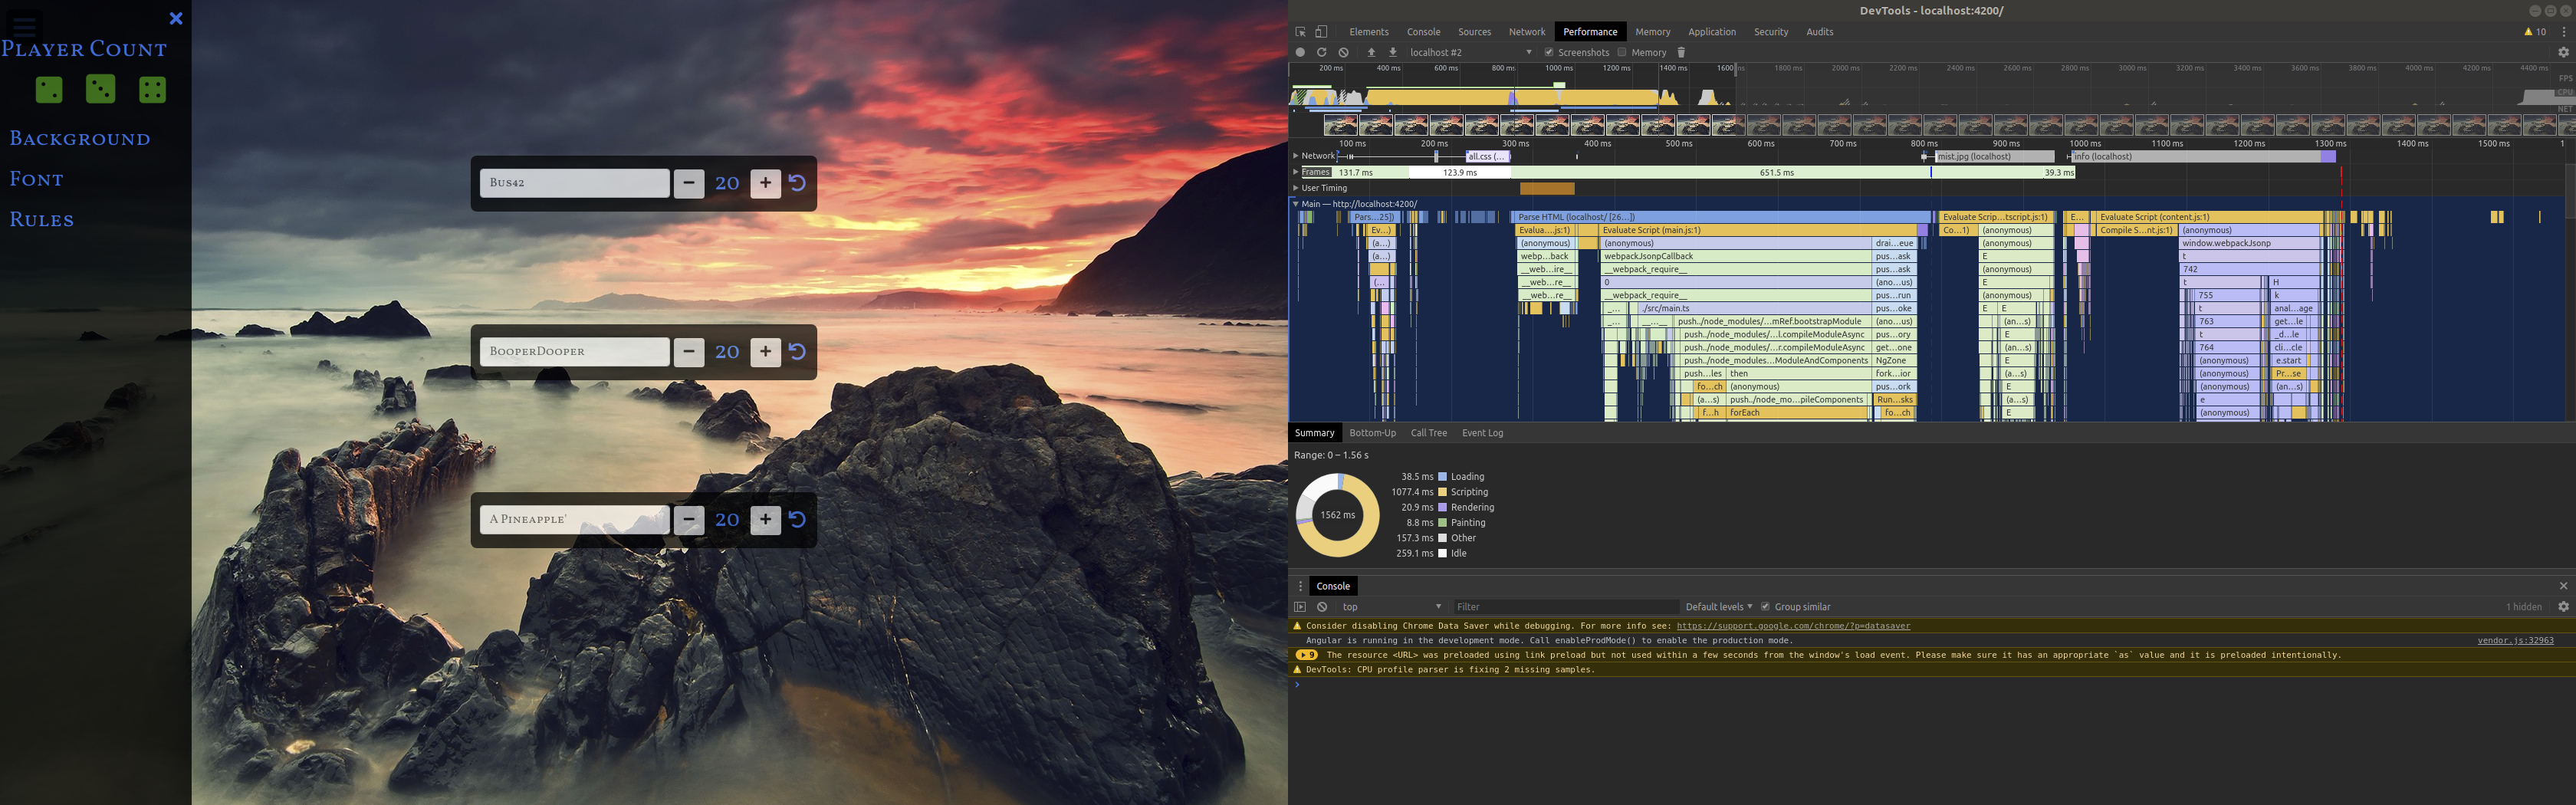 Player Count
Background
Font
Rules
Bus42
20
BooperDooper
20
A Pineapple'
20
DevTools - localhost:4200/
Elements Console Sources Network Performance Memory Application Security Audits 10
localhost #2 Screenshots Memory
200 ms 400 ms 600 ms 800 ms 1000 ms 1200 ms 1400 ms 1600 ms 1800 ms 2000 ms 2200 ms 2400 ms 2600 ms 2800 ms 3000 ms 3200 ms 3400 ms 3600 ms 3800 ms 4000 ms 4200 ms 4400 ms
FPS
CPU
NET
100 ms 200 ms 300 ms 400 ms 500 ms 600 ms 700 ms 800 ms 900 ms 1000 ms 1100 ms 1200 ms 1300 ms 1400 ms 1500 ms 1
Network all.css (... mist.jpg (localhost) info (localhost)
Frames 131.7 ms 123.9 ms 651.5 ms 39.3 ms
User Timing
Main — http://localhost:4200/
Pars...25]) Parse HTML (localhost/ [26...]) Evaluate Scrip...tscript.js:1) E... Evaluate Script (content.js:1)
Ev...) Evalua....js:1) Evaluate Script (main.js:1) Co...1) (anonymous) Compile S...nt.js:1) (anonymous)
(a...) (anonymous) (anonymous) drai...eue (anonymous) window.webpackJsonp
(a...) webp...back webpackJsonpCallback pus...ask E t
__web...ire__ __webpack_require__ pus...ask (anonymous) 742
(... __we...re__ 0 (ano...us) E t H
__web...re__ __webpack_require__ pus...run (anonymous) 755 k
_... ./src/main.ts pus...oke E E t anal...age
_... __...__ push../node_modules/...mRef.bootstrapModule (ano...us) (an...s) 763 get...le
push../node_modules/...l.compileModuleAsync pus...ory E t _d...le
push../node_modules/...r.compileModuleAsync get...one (an...s) 764 cli...cle
push../node_modules...ModuleAndComponents NgZone E (anonymous) e.start
push...les then fork...ior (a...s) (anonymous) Pr...se
fo...ch (anonymous) pus...ork E (anonymous) (an...s)
(a...s) push../node_mo...pileComponents Run...sks (a...s) e
f...h forEach fo...ch E (anonymous)
Summary Bottom-Up Call Tree Event Log
Range: 0 – 1.56 s
1562 ms
38.5 ms Loading
1077.4 ms Scripting
20.9 ms Rendering
8.8 ms Painting
157.3 ms Other
259.1 ms Idle
Console
top Filter Default levels Group similar 1 hidden
Consider disabling Chrome Data Saver while debugging. For more info see: https://support.google.com/chrome/?p=datasaver
Angular is running in the development mode. Call enableProdMode() to enable the production mode. vendor.js:32963
9 The resource <URL> was preloaded using link preload but not used within a few seconds from the window's load event. Please make sure it has an appropriate `as` value and it is preloaded intentionally.
DevTools: CPU profile parser is fixing 2 missing samples.